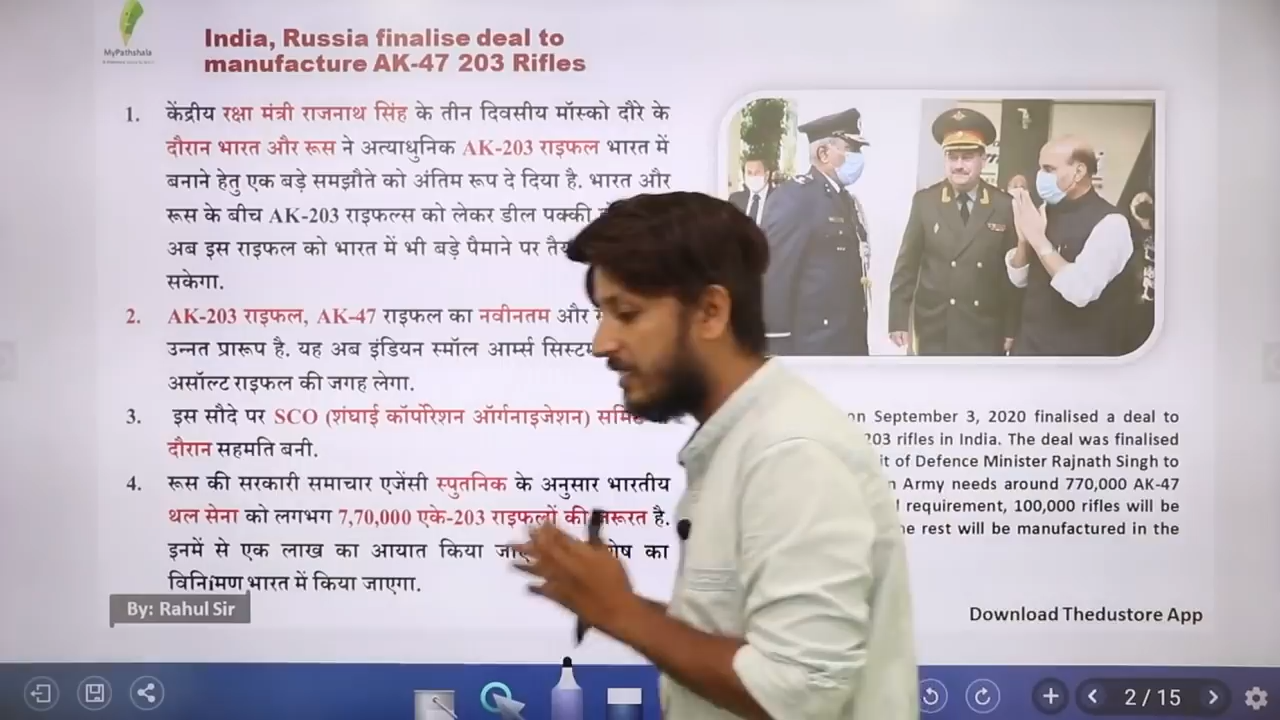 MyPathshala
India, Russia finalise deal to
manufacture AK-47 203 Rifles
1. केंद्रीय रक्षा मंत्री राजनाथ सिंह के तीन दिवसीय मॉस्को दौरे के
दौरान भारत और रूस ने अत्याधुनिक AK-203 राइफल भारत में
बनाने हेतु एक बड़े समझौते को अंतिम रूप दे दिया है. भारत और
रूस के बीच AK-203 राइफल्स को लेकर डील पक्की
अब इस राइफल को भारत में भी बड़े पैमाने पर
सकेगा.
2. AK-203 राइफल, AK-47 राइफल का नवीनतम और
उन्नत प्रारूप है. यह अब इंडियन स्मॉल आर्म्स
असॉल्ट राइफल की जगह लेगा.
3. इस सौदे पर SCO (शंघाई कॉर्पोरेशन ऑर्गनाइजेशन)
दौरान सहमति बनी.
4. रूस की सरकारी समाचार एजेंसी स्पुतनिक के अनुसार भारतीय
थल सेना को लगभग 7,70,000 एके-203 राइफलों की जरूरत है.
इनमें से एक लाख का आयात किया का
विनिर्माण भारत में किया जाएगा.
By: Rahul Sir
September 3, 2020 finalised a deal to
203 rifles in India. The deal was finalised
of Defence Minister Rajnath Singh to
Army needs around 770,000 AK-47
requirement, 100,000 rifles will be
rest will be manufactured in the
Download Thedustore App
2 / 15